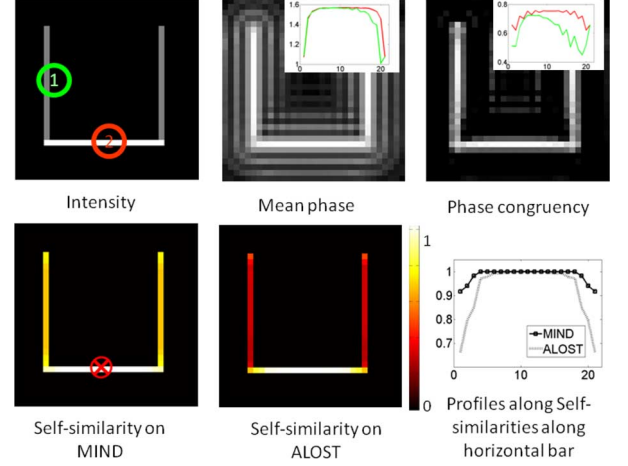 1
2
Intensity
1.6
1.4
1.2
1
0 10 20
Mean phase
0.8
0.6
0.4
0 10 20
Phase congruency
Self-similarity on
MIND
Self-similarity on
ALOST
1
0
1
0.9
0.8
0.7
MIND
ALOST
0 10 20
Profiles along Self-
similarities along
horizontal bar